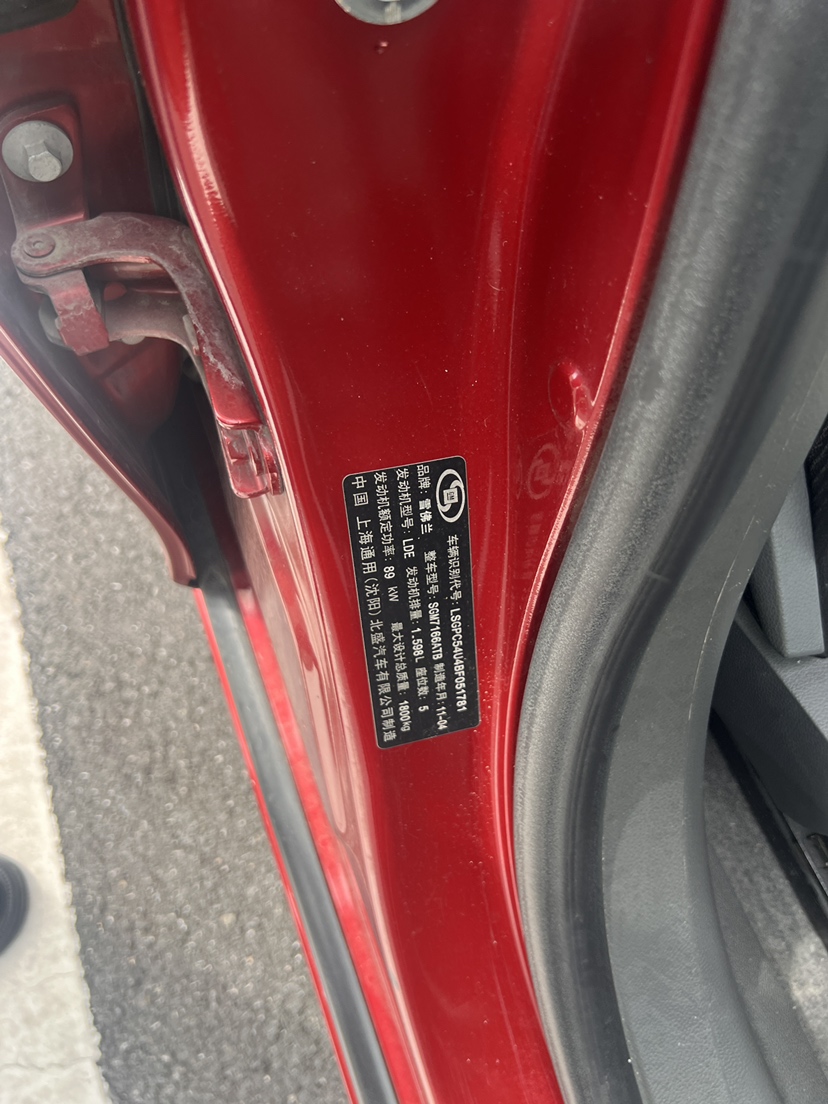 车辆识别代号: LSGPC54U4BF051781
品牌: 雪佛兰 整车型号: SGM7166ATB 制造年月: 11-04
发动机型号: LDE 发动机排量: 1.598L 座位数: 5
发动机额定功率: 89 kW 最大设计总质量: 1800kg
中国 上海通用(沈阳)北盛汽车有限公司制造